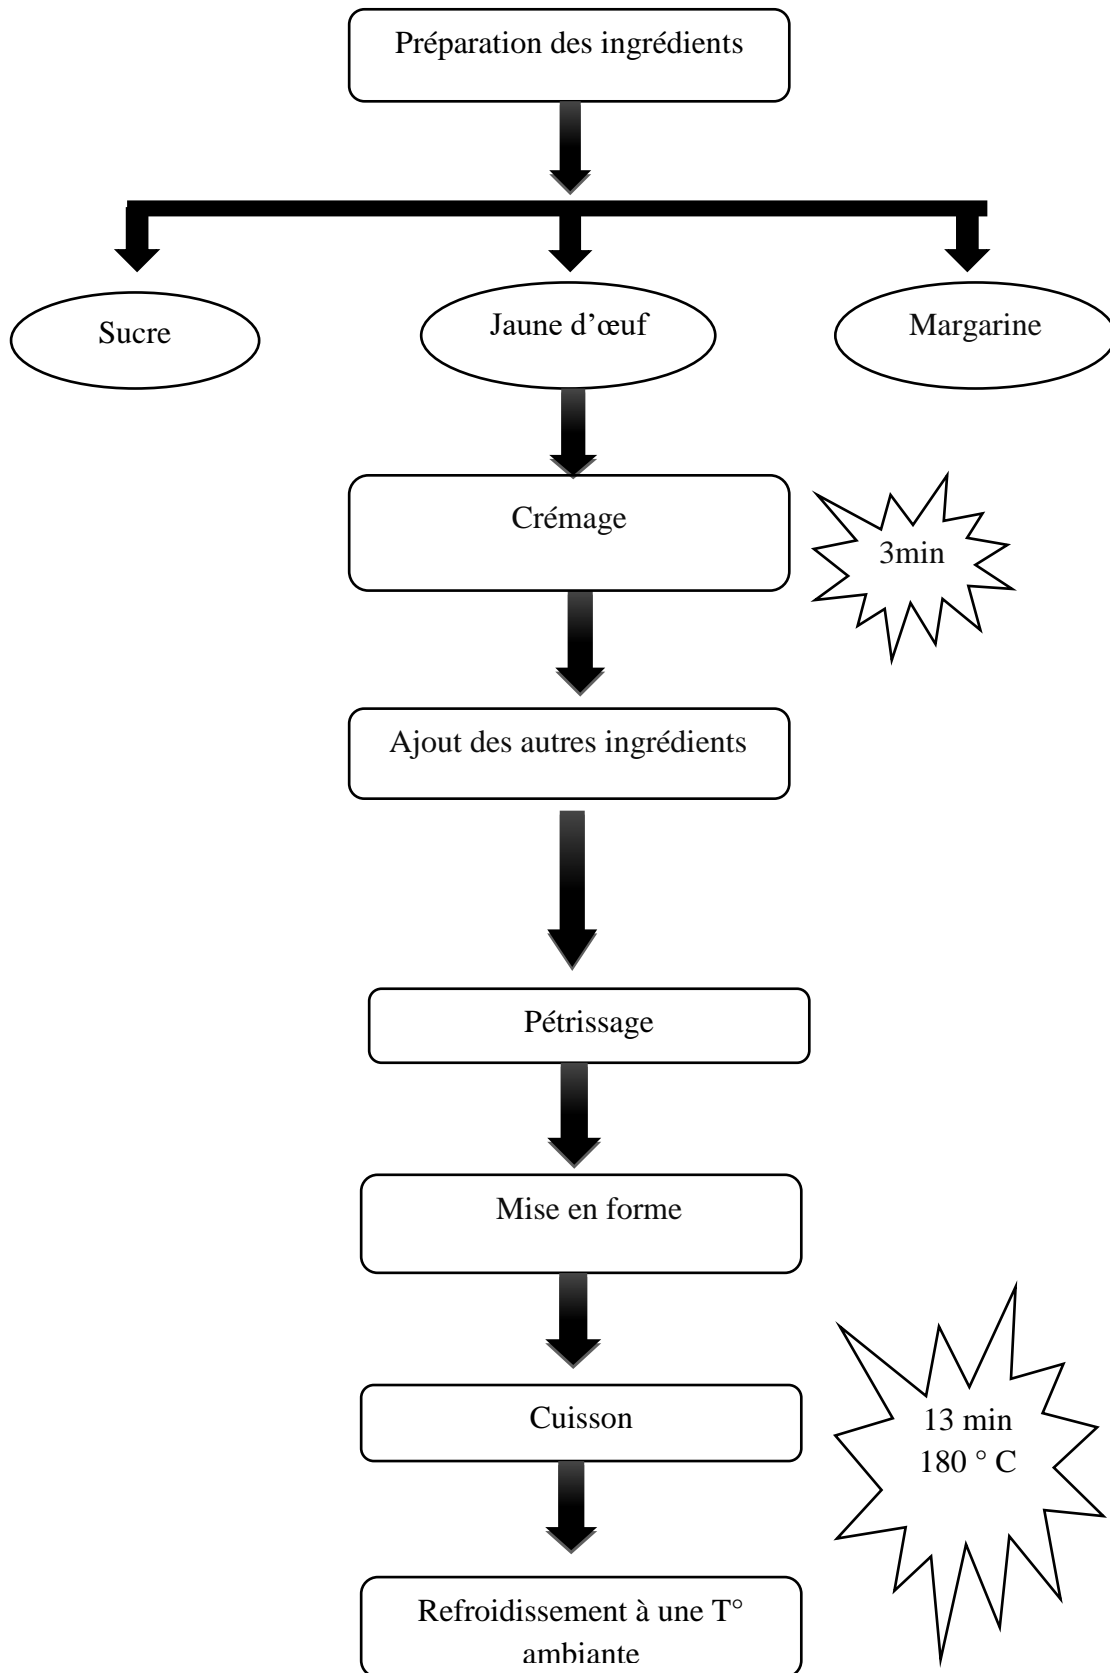 Préparation des ingrédients
Sucre
Jaune d’œuf
Margarine
Crémage
3min
Ajout des autres ingrédients
Pétrissage
Mise en forme
Cuisson
13 min
180 ° C
Refroidissement à une T°
ambiante